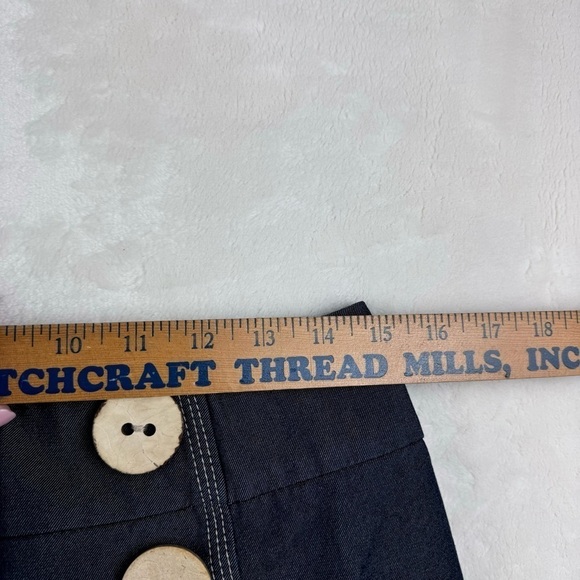 10 11 12 13 14 15 16 17 18
TCHCRAFT THREAD MILLS, INC